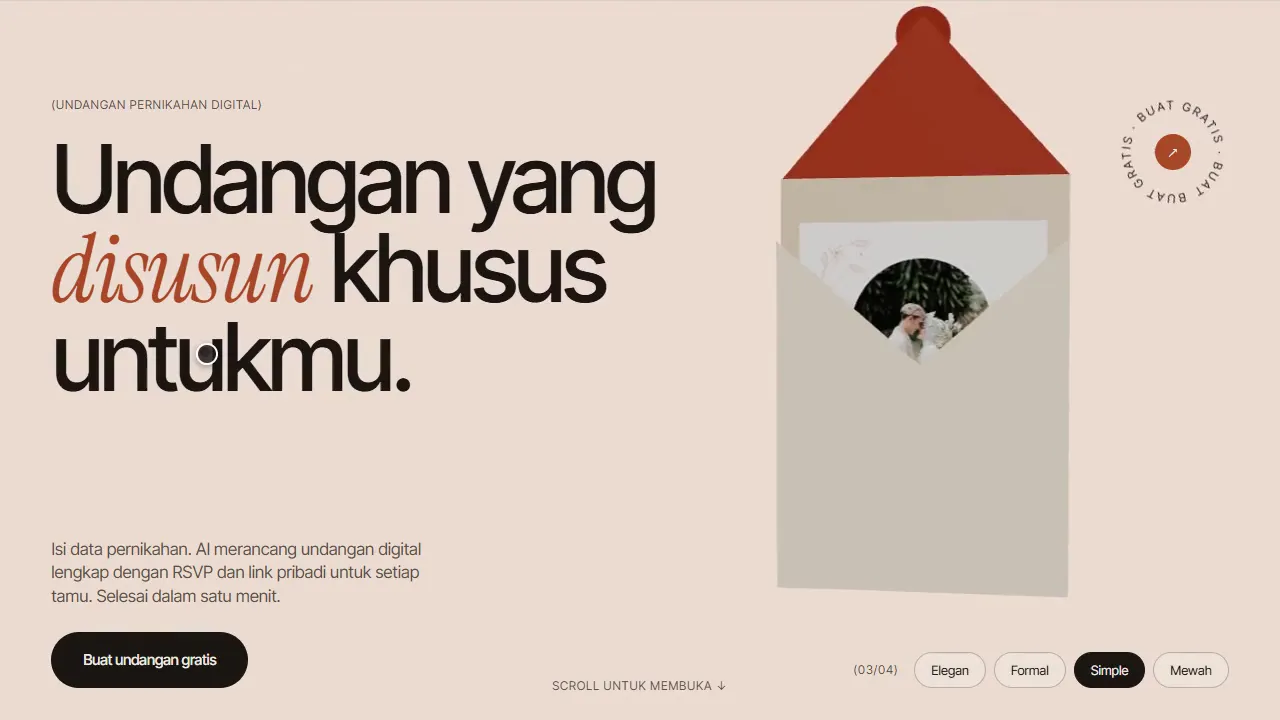 (UNDANGAN PERNIKAHAN DIGITAL)
Undangan yang
disusun khusus
untukmu.
BUAT GRATIS · BUAT GRATIS · BUAT GRATIS ·
↗
Isi data pernikahan. AI merancang undangan digital
lengkap dengan RSVP dan link pribadi untuk setiap
tamu. Selesai dalam satu menit.
Buat undangan gratis
SCROLL UNTUK MEMBUKA ↓
(03/04)
Elegan
Formal
Simple
Mewah